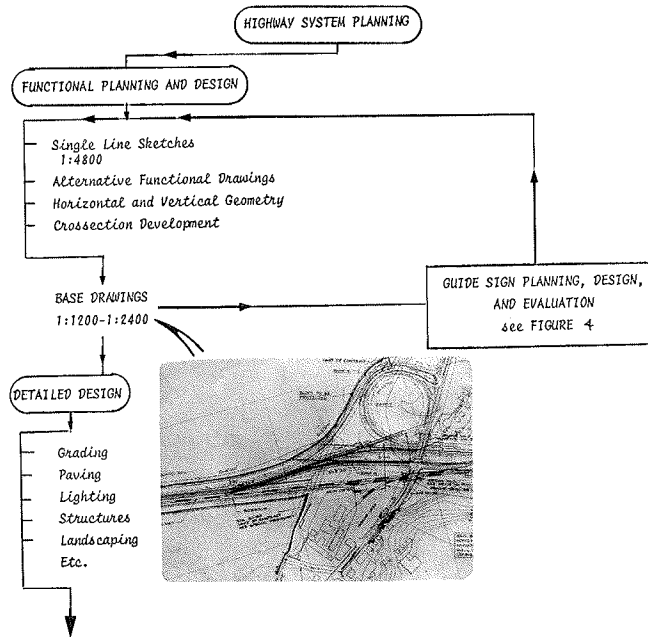 HIGHWAY SYSTEM PLANNING
FUNCTIONAL PLANNING AND DESIGN
Single Line Sketches
1:4800
Alternative Functional Drawings
Horizontal and Vertical Geometry
Crossection Development
BASE DRAWINGS
1:1200-1:2400
GUIDE SIGN PLANNING, DESIGN,
AND EVALUATION
see FIGURE 4
DETAILED DESIGN
Grading
Paving
Lighting
Structures
Landscaping
Etc.